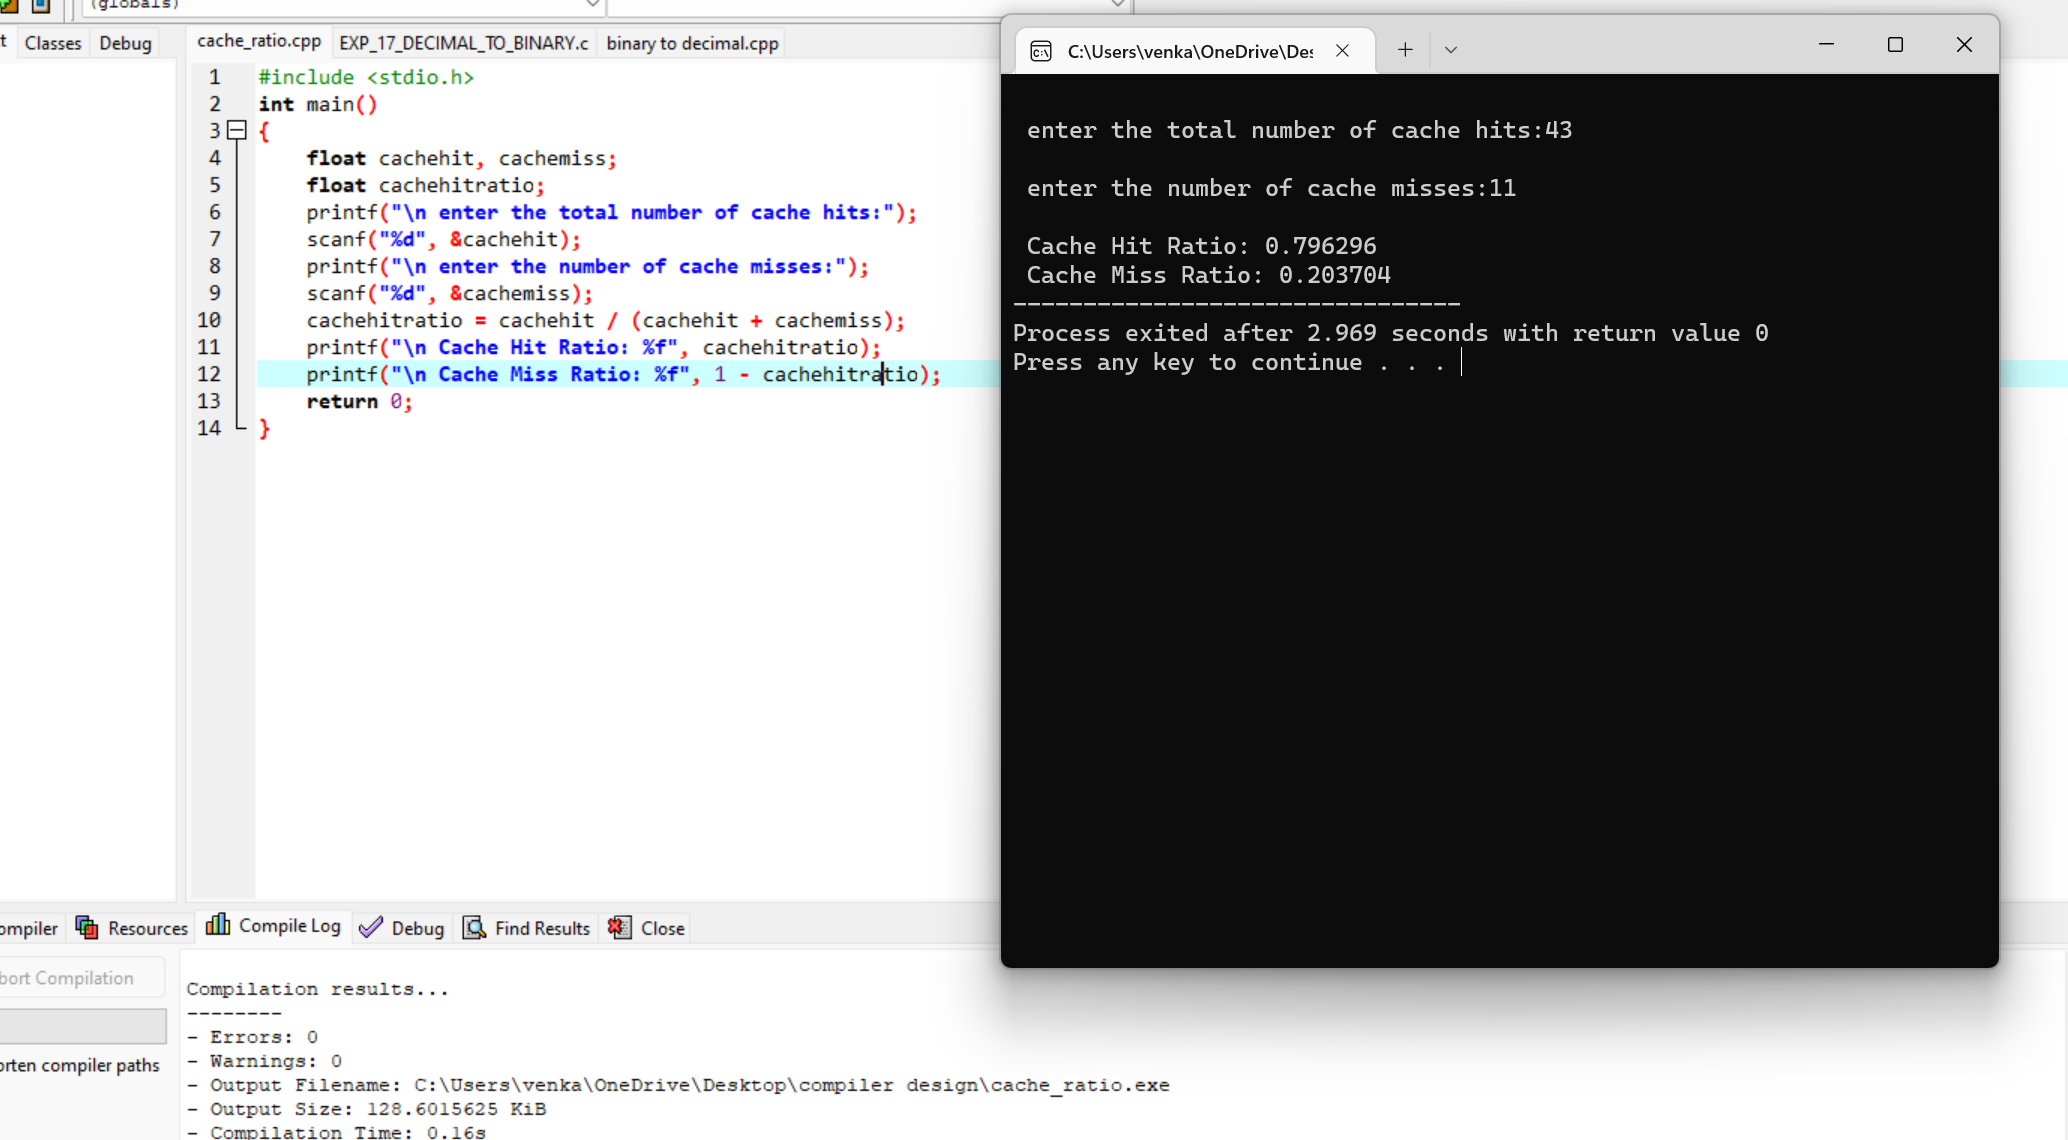 (globals)
Classes Debug
cache_ratio.cpp EXP_17_DECIMAL_TO_BINARY.c binary to decimal.cpp
1 #include <stdio.h>
2 int main()
3 {
4 float cachehit, cachemiss;
5 float cachehitratio;
6 printf("\n enter the total number of cache hits:");
7 scanf("%d", &cachehit);
8 printf("\n enter the number of cache misses:");
9 scanf("%d", &cachemiss);
10 cachehitratio = cachehit / (cachehit + cachemiss);
11 printf("\n Cache Hit Ratio: %f", cachehitratio);
12 printf("\n Cache Miss Ratio: %f", 1 - cachehitratio);
13 return 0;
14 }
C:\Users\venka\OneDrive\Des
enter the total number of cache hits:43
enter the number of cache misses:11
Cache Hit Ratio: 0.796296
Cache Miss Ratio: 0.203704
--------------------------------
Process exited after 2.969 seconds with return value 0
Press any key to continue . . .
ompiler Resources Compile Log Debug Find Results Close
bort Compilation
orten compiler paths
Compilation results...
--------
- Errors: 0
- Warnings: 0
- Output Filename: C:\Users\venka\OneDrive\Desktop\compiler design\cache_ratio.exe
- Output Size: 128.6015625 KiB
- Compilation Time: 0.16s